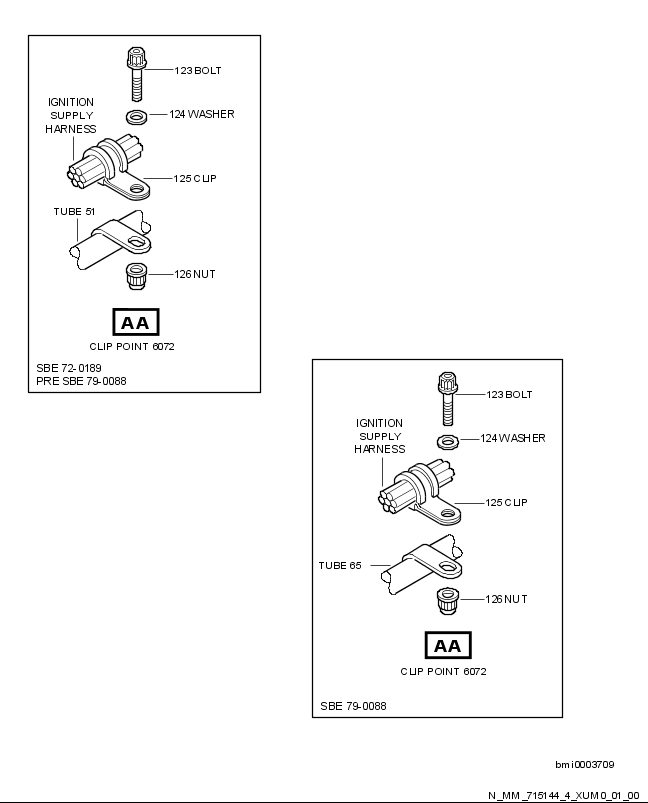 123 BOLT
IGNITION
SUPPLY
HARNESS
124 WASHER
125 CLIP
TUBE 51
126 NUT
AA
CLIP POINT 6072
SBE 72-0189
PRE SBE 79-0088
123 BOLT
IGNITION
SUPPLY
HARNESS
124 WASHER
125 CLIP
TUBE 65
126 NUT
AA
CLIP POINT 6072
SBE 79-0088
bmi0003709
N_MM_715144_4_XUM0_01_00